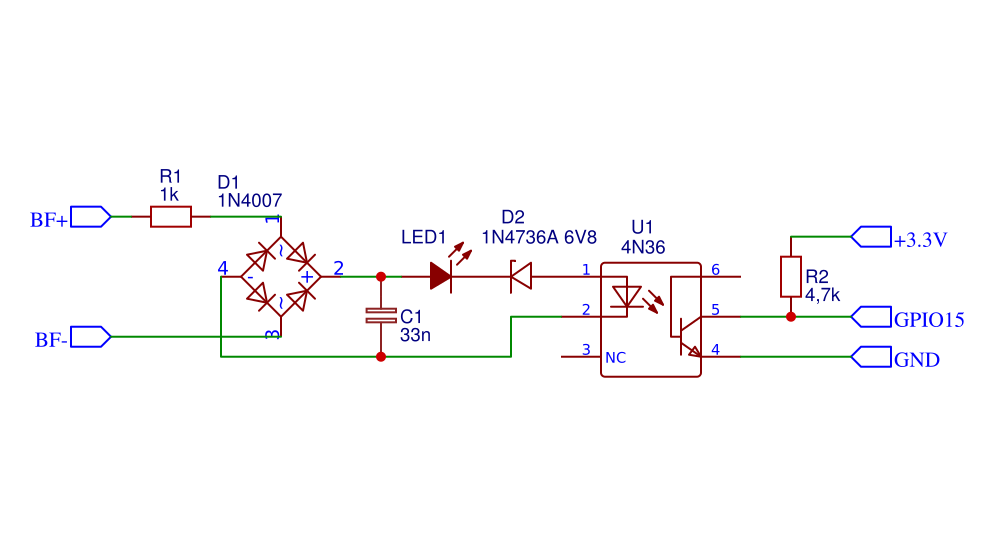 R1
1k
D1
1N4007
BF+
1
~
4
-
+
2
~
3
BF-
C1
33n
LED1
D2
1N4736A 6V8
U1
4N36
1
2
3
NC
6
5
4
R2
4,7k
+3.3V
GPIO15
GND